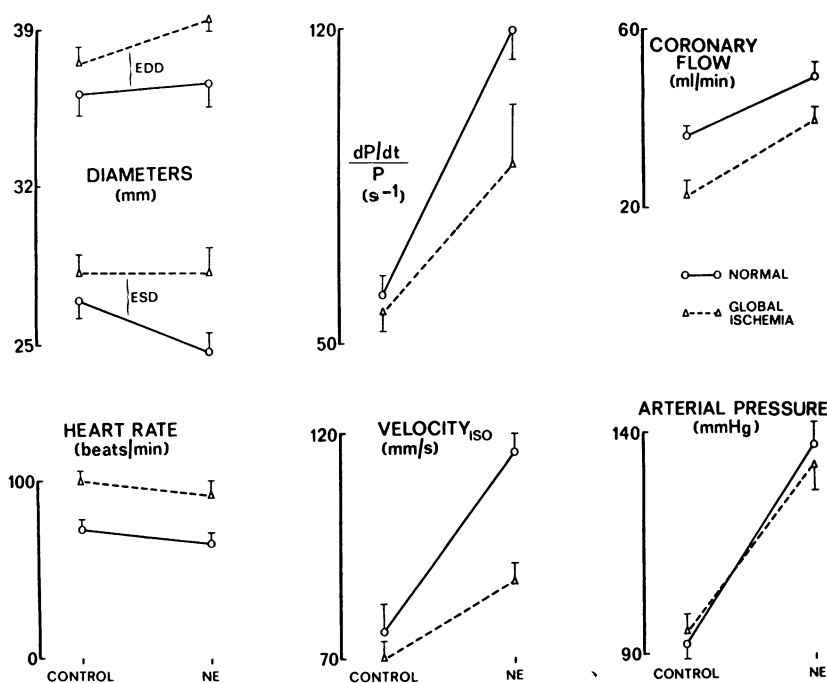 39
EDD
DIAMETERS
(mm)
32
ESD
25
120
dP/dt
P
(s⁻¹)
50
60
CORONARY
FLOW
(ml/min)
20
NORMAL
GLOBAL
ISCHEMIA
HEART RATE
(beats/min)
100
0
CONTROL NE
120
VELOCITY ISO
(mm/s)
70
CONTROL NE
ARTERIAL PRESSURE
(mmHg)
140
90
CONTROL NE